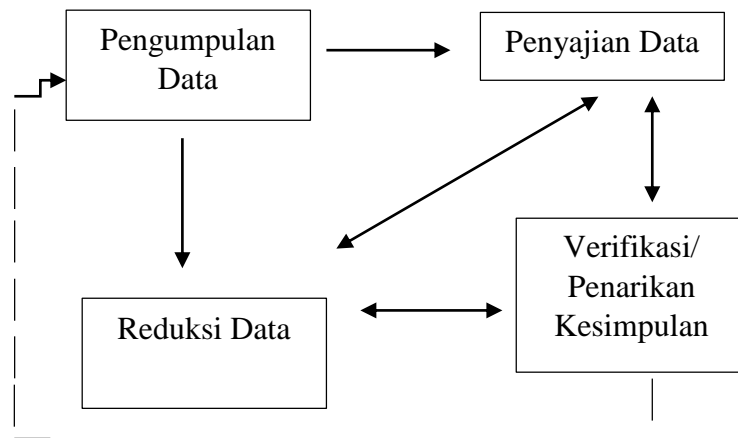 Pengumpulan
Data
Penyajian Data
Verifikasi/
Penarikan
Kesimpulan
Reduksi Data